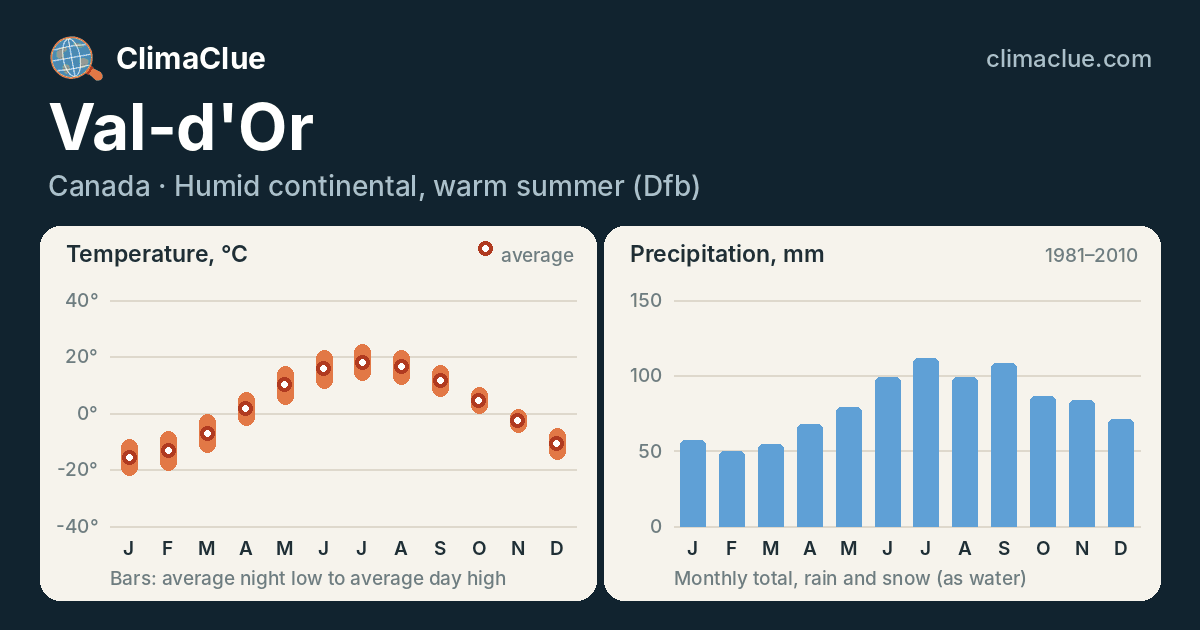 ClimaClue
climaclue.com
Val-d'Or
Canada · Humid continental, warm summer (Dfb)
Temperature, °C
average
40°
20°
0°
-20°
-40°
J F M A M J J A S O N D
Bars: average night low to average day high
Precipitation, mm
1981–2010
150
100
50
0
J F M A M J J A S O N D
Monthly total, rain and snow (as water)